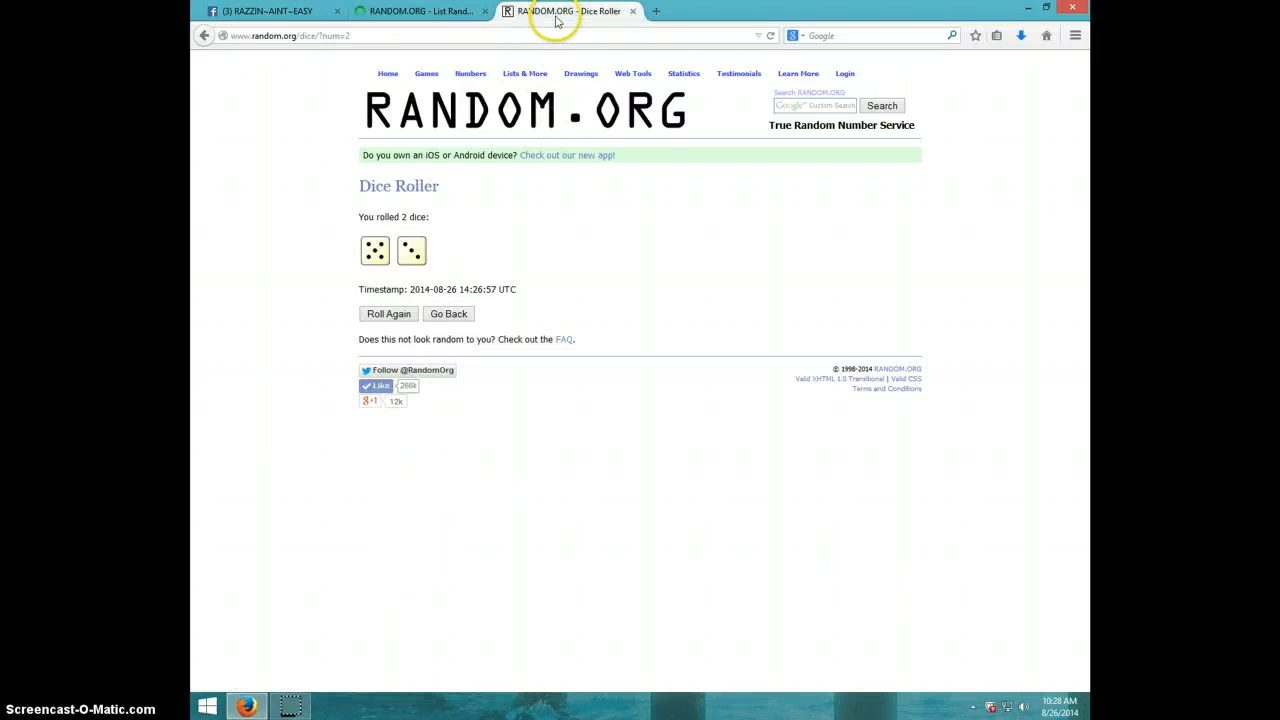 (3) RAZZIN~AINT~EASY
RANDOM.ORG - List Rand...
RANDOM.ORG - Dice Roller
www.random.org/dice/?num=2
Google
Home Games Numbers Lists & More Drawings Web Tools Statistics Testimonials Learn More Login
RANDOM.ORG
Search RANDOM.ORG
Google™ Custom Search
Search
True Random Number Service
Do you own an iOS or Android device? Check out our new app!
Dice Roller
You rolled 2 dice:
Timestamp: 2014-08-26 14:26:57 UTC
Roll Again Go Back
Does this not look random to you? Check out the FAQ.
Follow @RandomOrg
Like 266k
g+1 12k
© 1998-2014 RANDOM.ORG
Valid XHTML 1.0 Transitional | Valid CSS
Terms and Conditions
10:28 AM
8/26/2014
Screencast-O-Matic.com